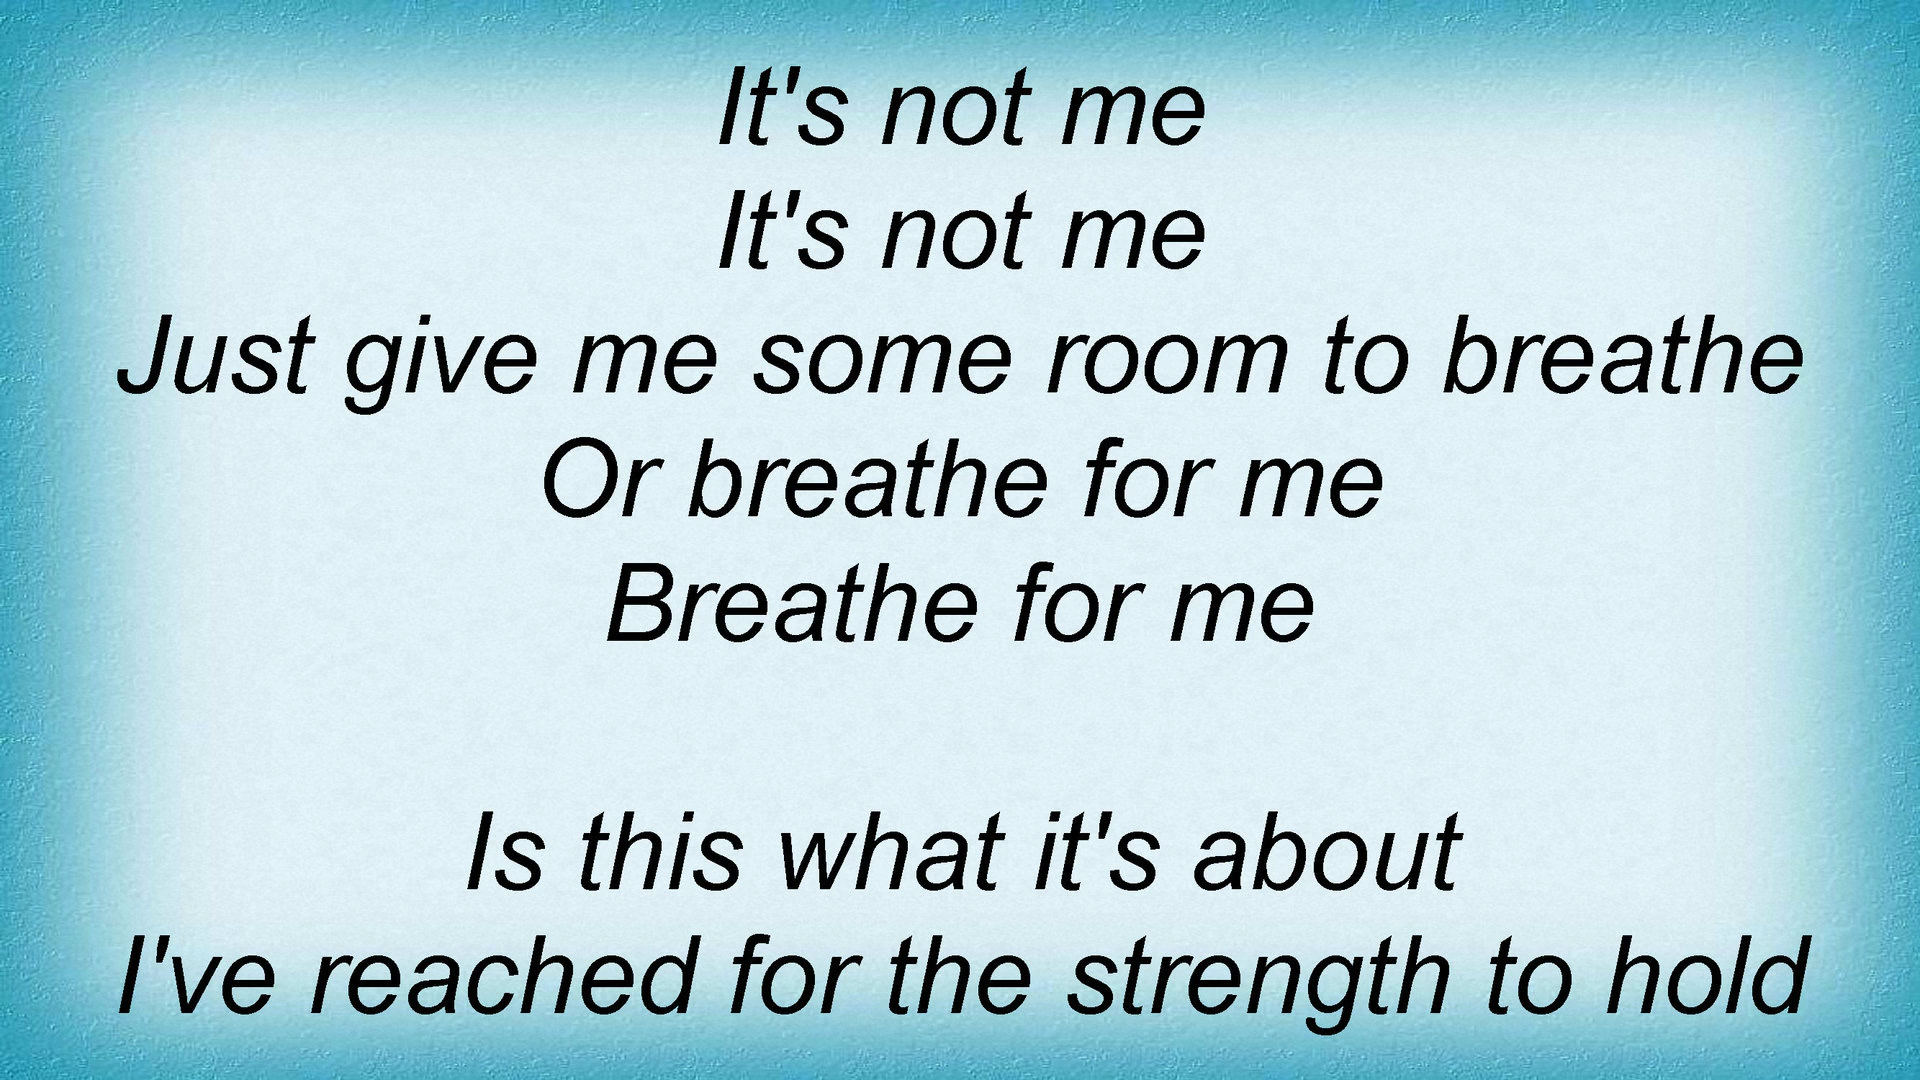 It's not me
It's not me
Just give me some room to breathe
Or breathe for me
Breathe for me

Is this what it's about
I've reached for the strength to hold